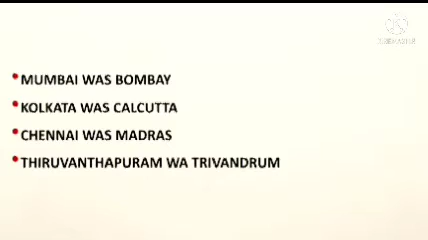 MUMBAI WAS BOMBAY
KOLKATA WAS CALCUTTA
CHENNAI WAS MADRAS
THIRUVANTHAPURAM WA TRIVANDRUM